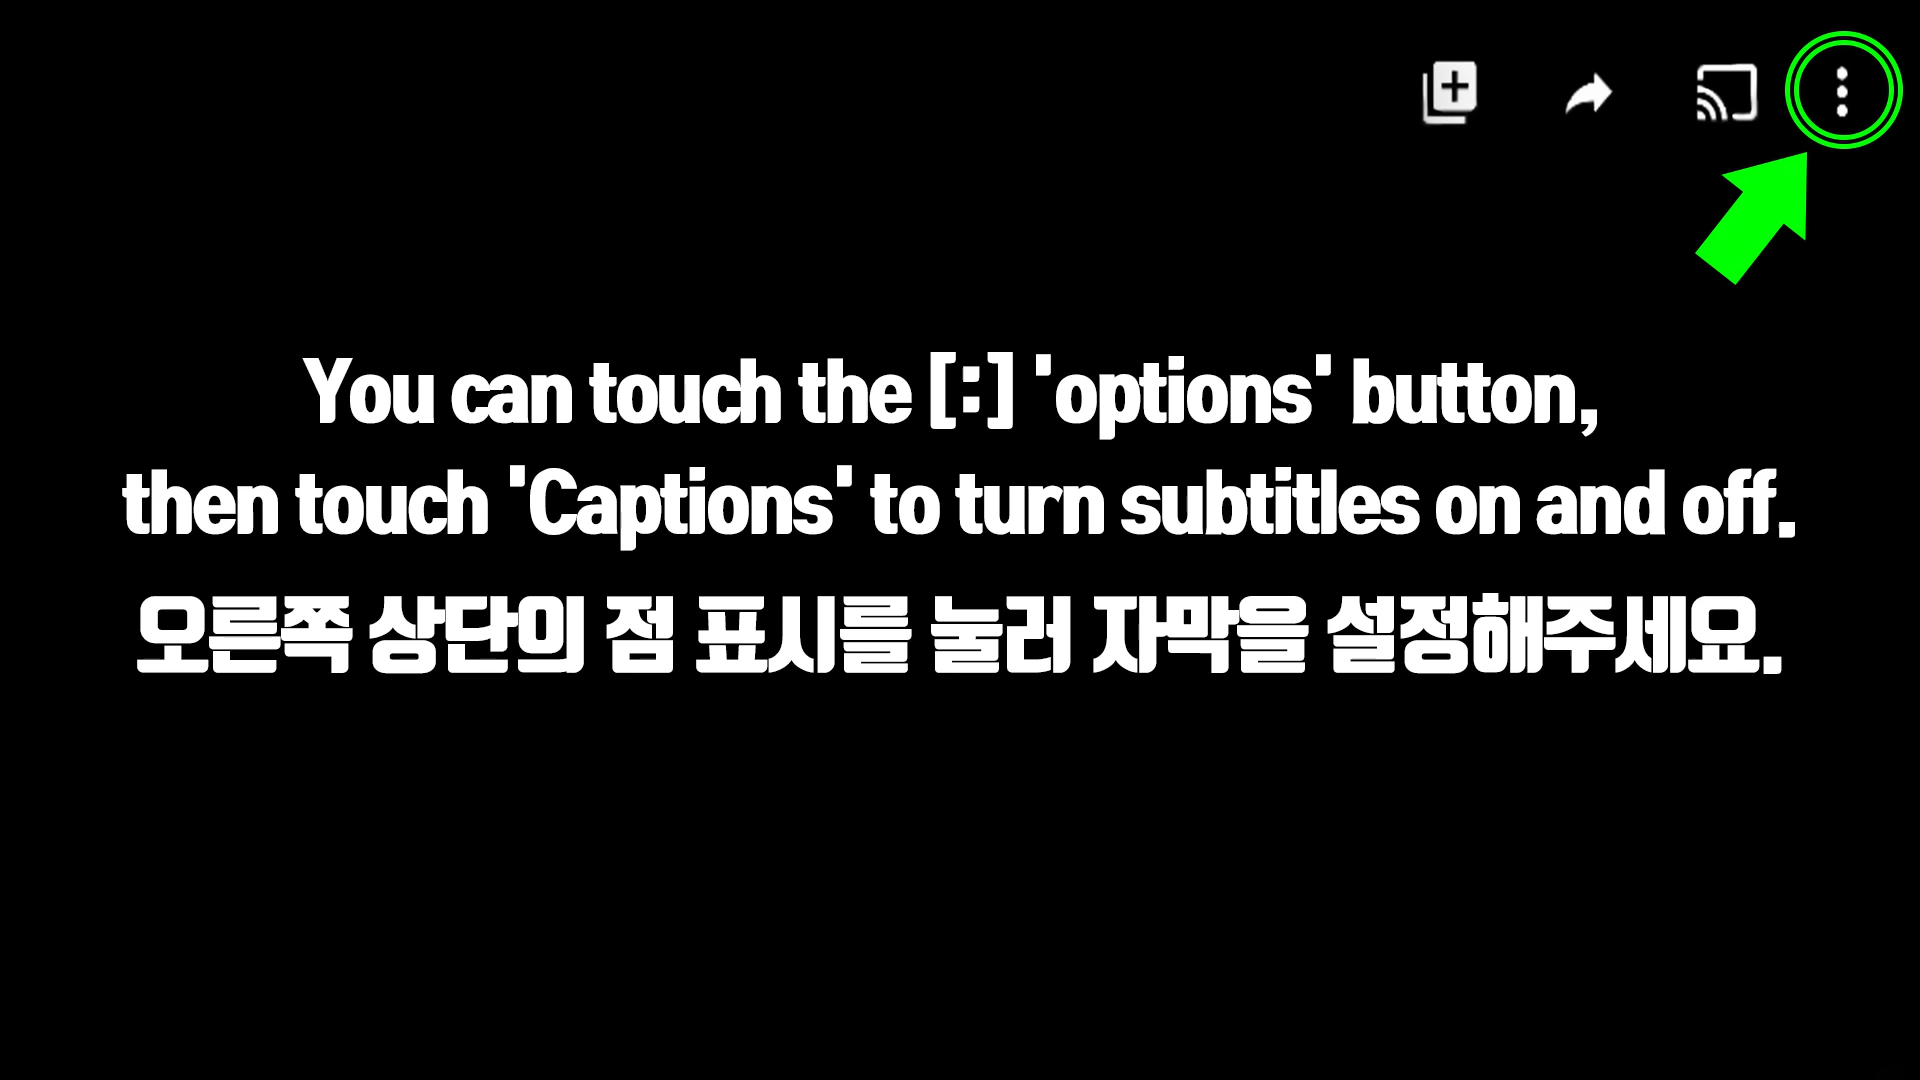 You can touch the [:] 'options' button,
then touch 'Captions' to turn subtitles on and off.
오른쪽 상단의 점 표시를 눌러 자막을 설정해주세요.